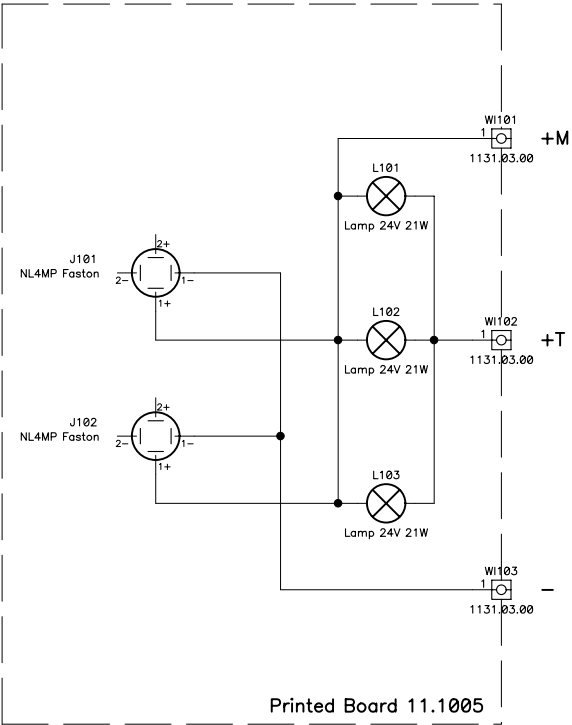 WI101
1
+M
1131.03.00
L101
Lamp 24V 21W
2+
J101
NL4MP Faston
2-
1-
1+
L102
WI102
1
+T
Lamp 24V 21W
1131.03.00
2+
J102
NL4MP Faston
2-
1-
1+
L103
Lamp 24V 21W
WI103
1
-
1131.03.00
Printed Board 11.1005